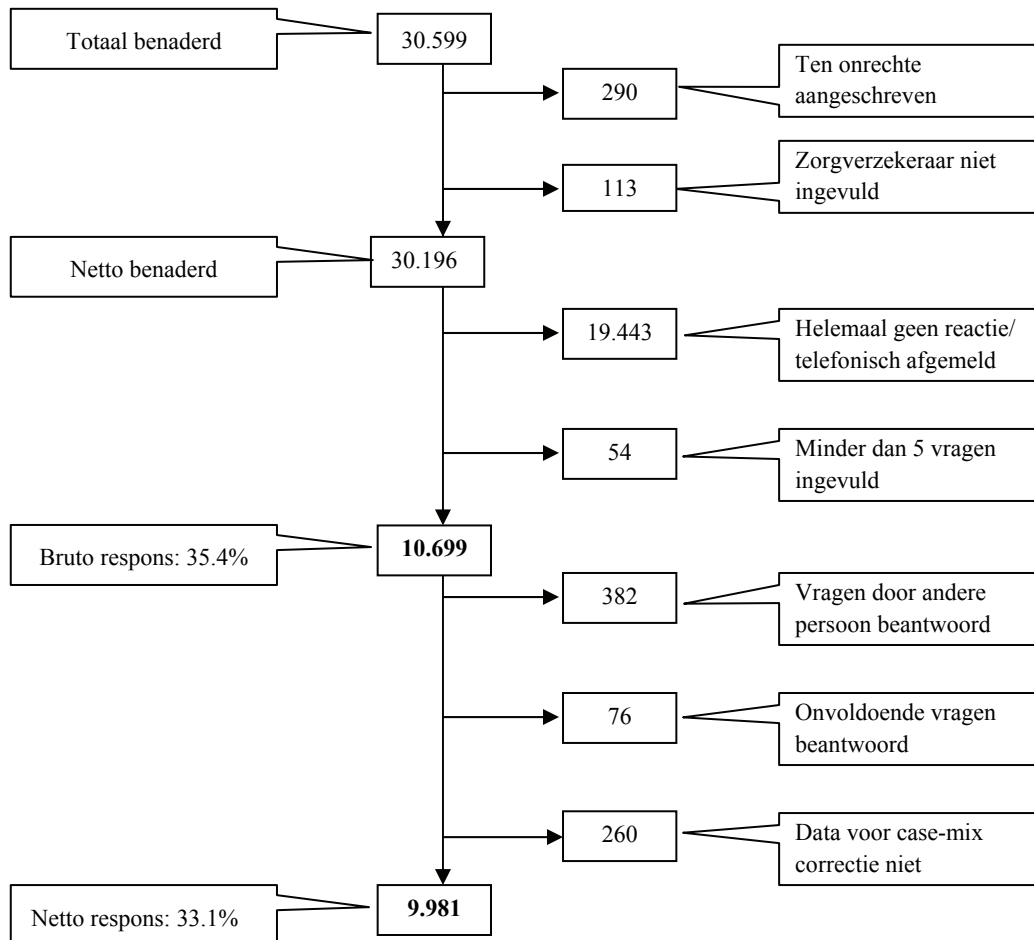 Totaal benaderd
30.599
Ten onrechte
aangeschreven
290
Zorgverzekeraar niet
ingevuld
113
Netto benaderd
30.196
19.443
Helemaal geen reactie/
telefonisch afgemeld
54
Minder dan 5 vragen
ingevuld
Bruto respons: 35.4%
10.699
382
Vragen door andere
persoon beantwoord
76
Onvoldoende vragen
beantwoord
260
Data voor case-mix
correctie niet
Netto respons: 33.1%
9.981